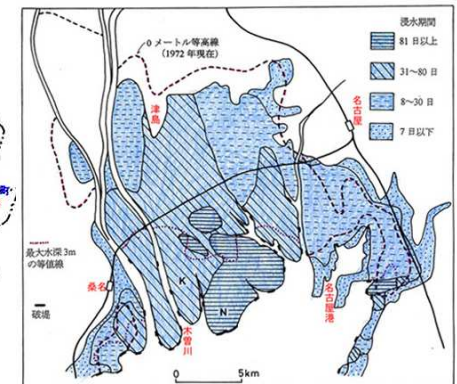 0 メートル等高線
(1972 年現在)
浸水期間
81 日以上
31〜80 日
8〜30 日
7 日以下
津島
名古屋
最大水深3m
の等値線
桑名
破堤
K
N
木曽川
名古屋港
0 5km